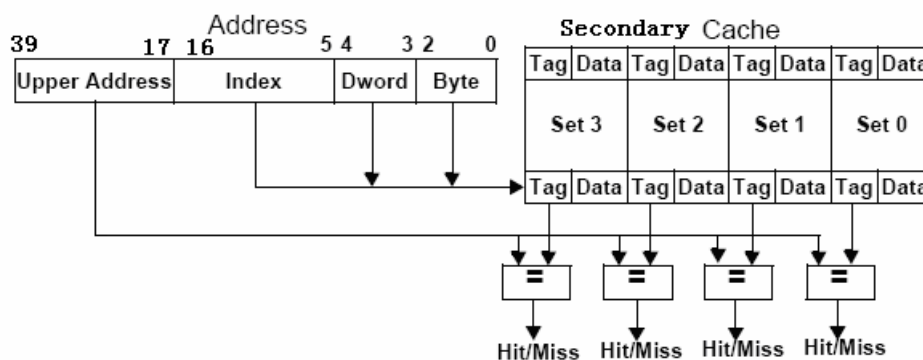 Address
39 17 16 5 4 3 2 0
Upper Address Index Dword Byte
Secondary Cache
Tag Data Tag Data Tag Data Tag Data
Set 3 Set 2 Set 1 Set 0
Tag Data Tag Data Tag Data Tag Data
= = = =
Hit/Miss Hit/Miss Hit/Miss Hit/Miss